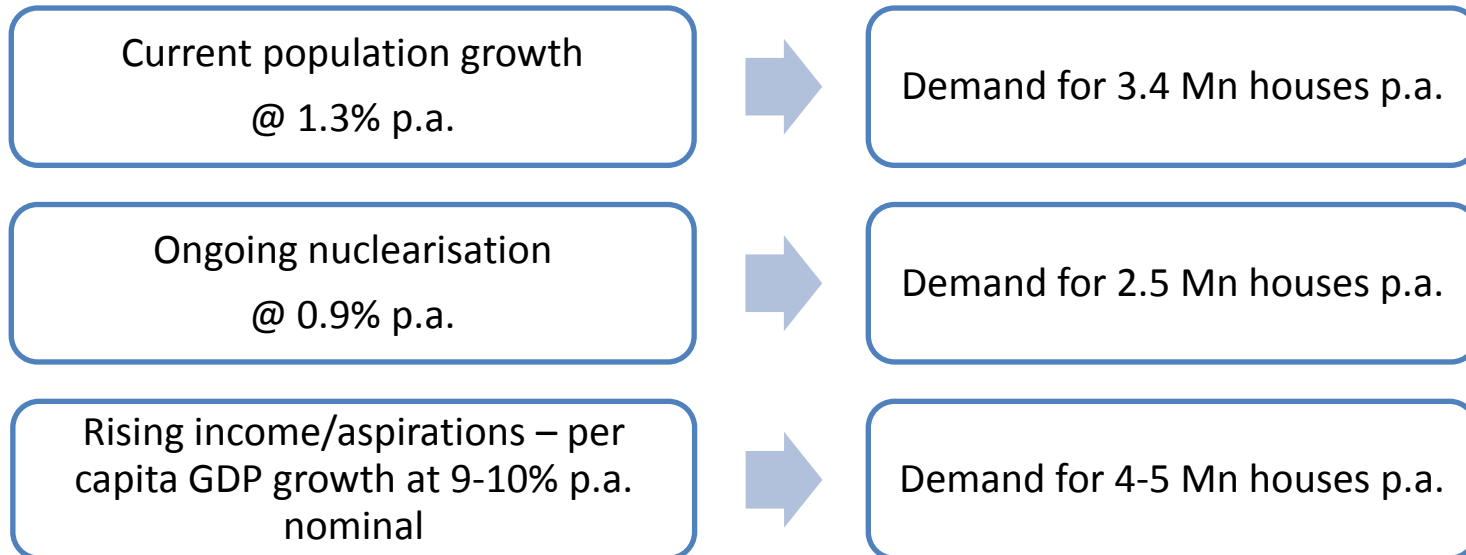 Current population growth
@ 1.3% p.a.
Demand for 3.4 Mn houses p.a.
Ongoing nuclearisation
@ 0.9% p.a.
Demand for 2.5 Mn houses p.a.
Rising income/aspirations – per
capita GDP growth at 9-10% p.a.
nominal
Demand for 4-5 Mn houses p.a.